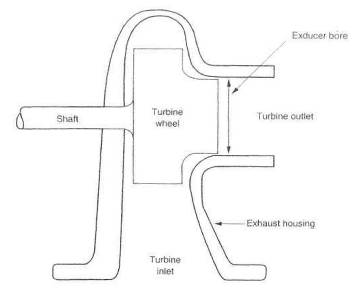 Exducer bore
Shaft
Turbine
wheel
Turbine outlet
Exhaust housing
Turbine
inlet